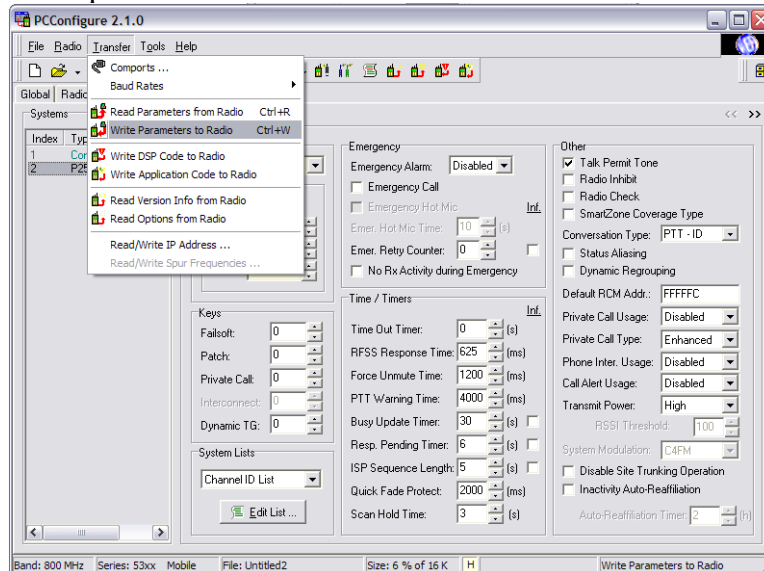 PCConfigure 2.1.0
File Radio Transfer Tools Help
Comports ...
Baud Rates
Read Parameters from Radio Ctrl+R
Write Parameters to Radio Ctrl+W
Write DSP Code to Radio
Write Application Code to Radio
Read Version Info from Radio
Read Options from Radio
Read/Write IP Address ...
Read/Write Spur Frequencies ...
Global
Systems
Index
1
2
Keys
Failsoft: 0
Patch: 0
Private Call: 0
Interconnect: 0
Dynamic TG: 0
System Lists
Channel ID List
Edit List ...
Emergency
Emergency Alarm: Disabled
Emergency Call
Emergency Hot Mic Inf.
Emer. Hot Mic Time: 10 (s)
Emer. Retry Counter: 0
No Rx Activity during Emergency
Time / Timers
Inf.
Time Out Timer: 0 (s)
RFSS Response Time: 625 (ms)
Force Unmute Time: 1200 (ms)
PTT Warning Time: 4000 (ms)
Busy Update Timer: 30 (s)
Resp. Pending Timer: 6 (s)
ISP Sequence Length: 5 (s)
Quick Fade Protect: 2000 (ms)
Scan Hold Time: 3 (s)
Other
Talk Permit Tone
Radio Inhibit
Radio Check
SmartZone Coverage Type
Conversation Type: PTT - ID
Status Aliasing
Dynamic Regrouping
Default RCM Addr.: FFFFFC
Private Call Usage: Disabled
Private Call Type: Enhanced
Phone Inter. Usage: Disabled
Call Alert Usage: Disabled
Transmit Power: High
RSSI Threshold: 100
System Modulation: C4FM
Disable Site Trunking Operation
Inactivity Auto-Reaffiliation
Auto-Reaffiliation Timer: 2 (h)
Band: 800 MHz Series: 53xx Mobile File: Untitled2 Size: 6 % of 16 K H Write Parameters to Radio